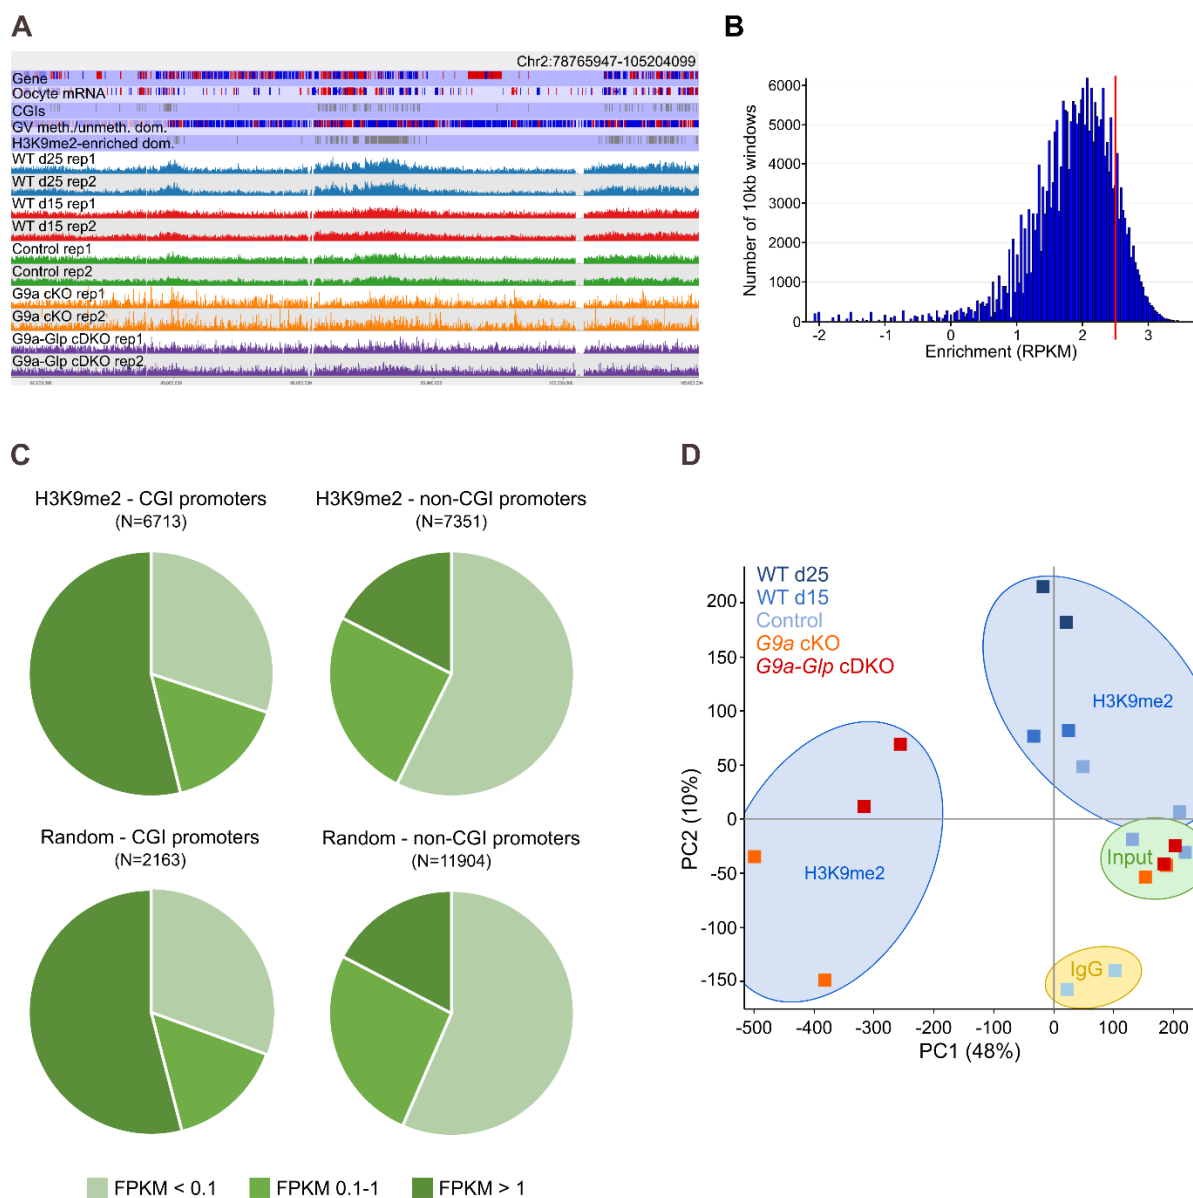 A
Chr2:78765947-105204099
Gene
Oocyte mRNA
CGIs
GV meth./unmeth. dom.
H3K9me2-enriched dom.
WT d25 rep1
WT d25 rep2
WT d15 rep1
WT d15 rep2
Control rep1
Control rep2
G9a cKO rep1
G9a cKO rep2
G9a-Glp cDKO rep1
G9a-Glp cDKO rep2
B
Number of 10kb windows
6000
5000
4000
3000
2000
1000
0
-2 -1 0 1 2 3
Enrichment (RPKM)
C
H3K9me2 - CGI promoters
(N=6713)
H3K9me2 - non-CGI promoters
(N=7351)
Random - CGI promoters
(N=2163)
Random - non-CGI promoters
(N=11904)
FPKM < 0.1 FPKM 0.1-1 FPKM > 1
D
WT d25
WT d15
Control
G9a cKO
G9a-Glp cDKO
H3K9me2
H3K9me2
Input
IgG
PC2 (10%)
200
150
100
50
0
-50
-100
-150
-500 -400 -300 -200 -100 0 100 200
PC1 (48%)